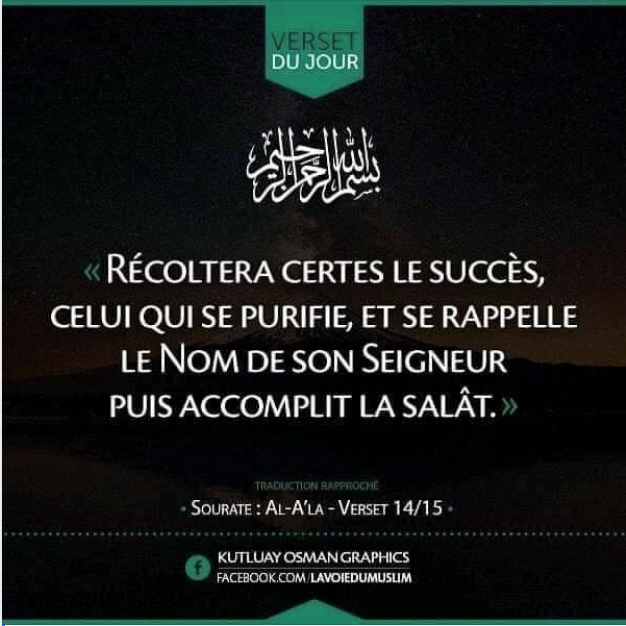 VERSET
DU JOUR
بسم الله الرحمن الرحيم
« RÉCOLTERA CERTES LE SUCCÈS,
CELUI QUI SE PURIFIE, ET SE RAPPELLE
LE NOM DE SON SEIGNEUR
PUIS ACCOMPLIT LA SALÂT. »
TRADUCTION RAPPROCHÉ
• SOURATE : AL-A'LA - VERSET 14/15 •
f KUTLUAY OSMAN GRAPHICS
FACEBOOK.COM/LAVOIEDUMUSLIM